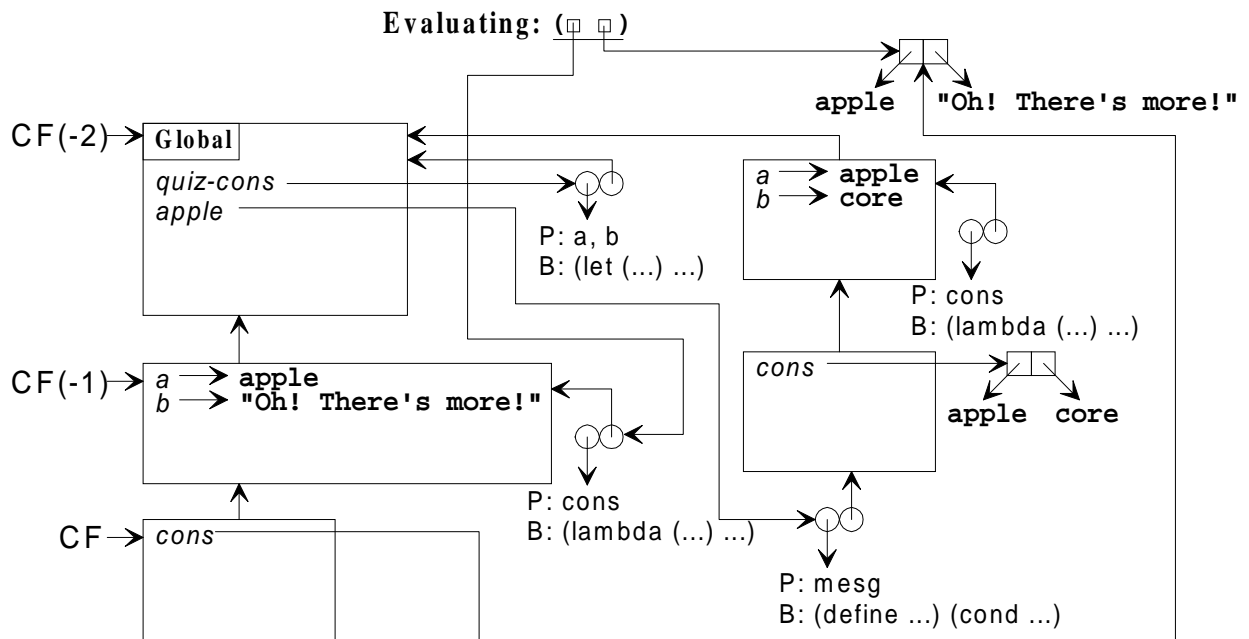 Evaluating: ( )
apple "Oh! There's more!"
CF(-2)
Global
quiz-cons
apple
P: a, b
B: (let (...) ...)
a apple
b core
P: cons
B: (lambda (...) ...)
CF(-1)
a apple
b "Oh! There's more!"
P: cons
B: (lambda (...) ...)
cons
apple core
CF
cons
P: mesg
B: (define ...) (cond ...)